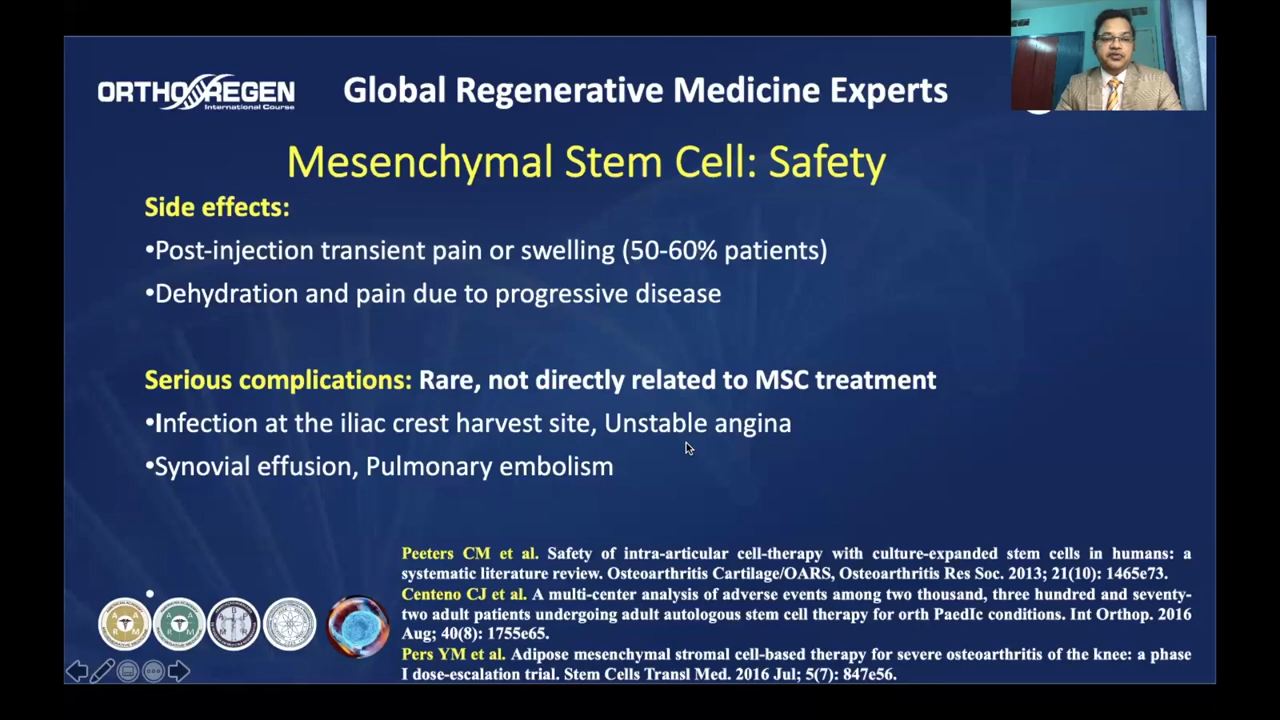 ORTHO REGEN
International Course
Global Regenerative Medicine Experts
Mesenchymal Stem Cell: Safety
Side effects:
•Post-injection transient pain or swelling (50-60% patients)
•Dehydration and pain due to progressive disease
Serious complications: Rare, not directly related to MSC treatment
•Infection at the iliac crest harvest site, Unstable angina
•Synovial effusion, Pulmonary embolism
Peeters CM et al. Safety of intra-articular cell-therapy with culture-expanded stem cells in humans: a
systematic literature review. Osteoarthritis Cartilage/OARS, Osteoarthritis Res Soc. 2013; 21(10): 1465e73.
Centeno CJ et al. A multi-center analysis of adverse events among two thousand, three hundred and seventy-
two adult patients undergoing adult autologous stem cell therapy for orth PaedIc conditions. Int Orthop. 2016
Aug; 40(8): 1755e65.
Pers YM et al. Adipose mesenchymal stromal cell-based therapy for severe osteoarthritis of the knee: a phase
I dose-escalation trial. Stem Cells Transl Med. 2016 Jul; 5(7): 847e56.